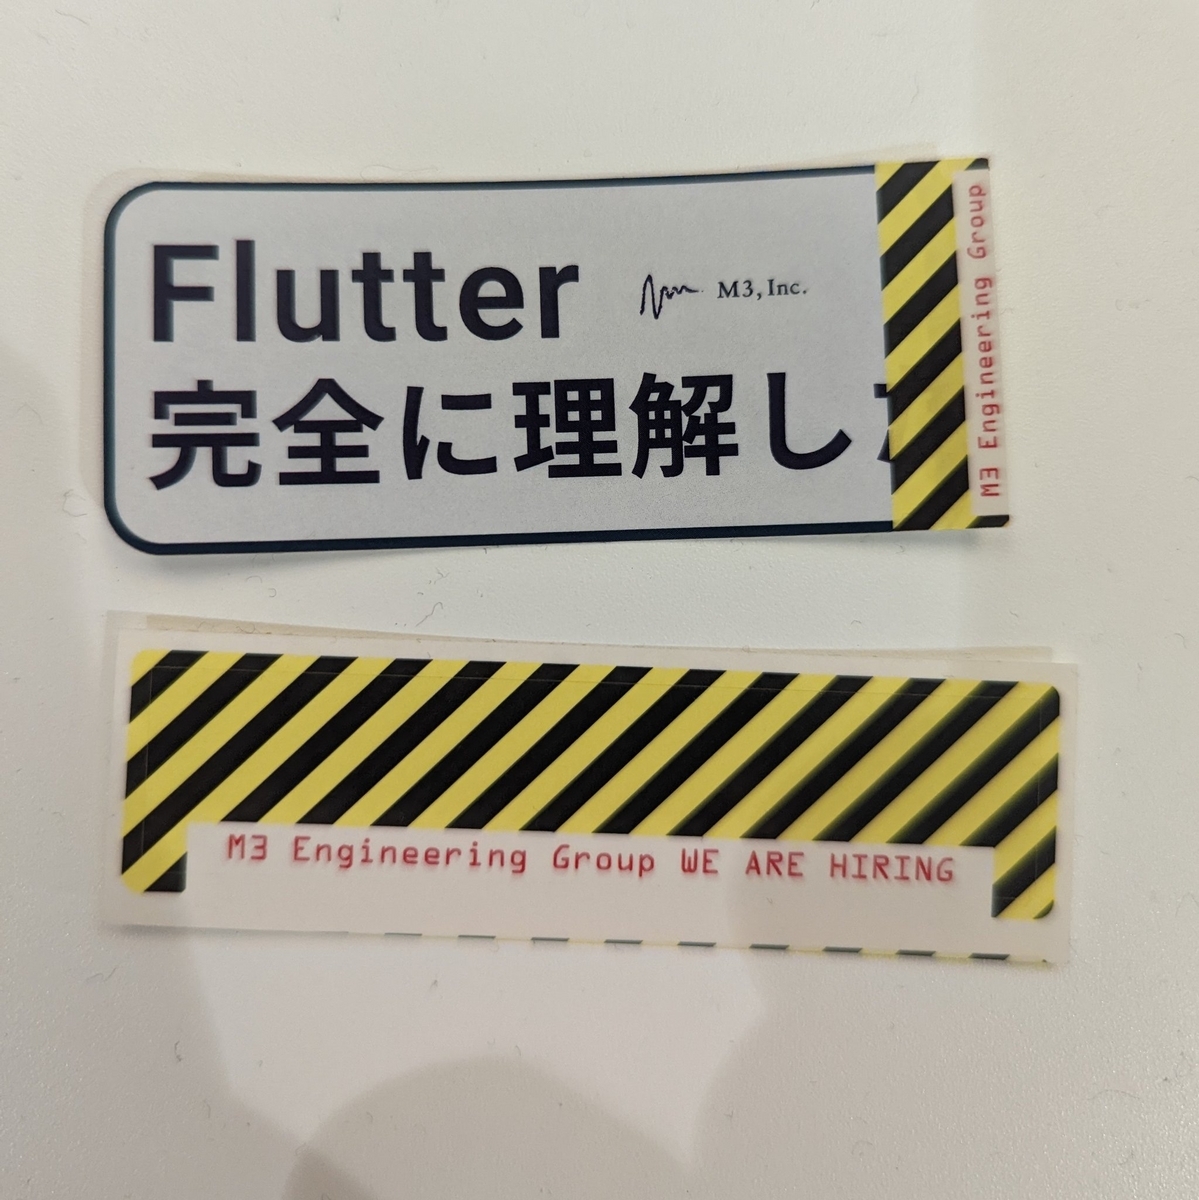 Flutter
M3, Inc.
完全に理解し
M3 Engineering Group
M3 Engineering Group WE ARE HIRING